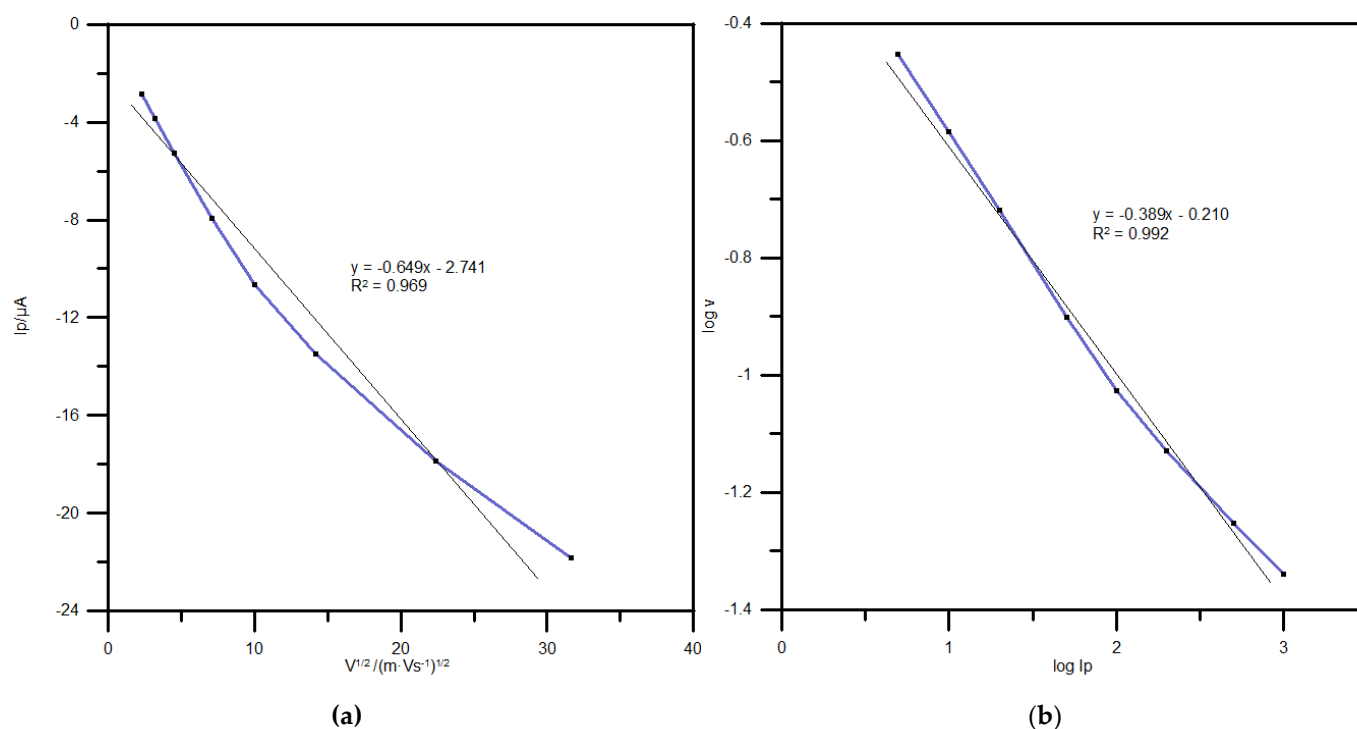 0
-4
-8
-12
-16
-20
-24
Ip/μA
0
10
20
30
40
V¹/²/(m·Vs⁻¹)¹/²
y = -0.649x - 2.741
R² = 0.969
(a)
-0.4
-0.6
-0.8
-1
-1.2
-1.4
log v
0
1
2
3
log Ip
y = -0.389x - 0.210
R² = 0.992
(b)